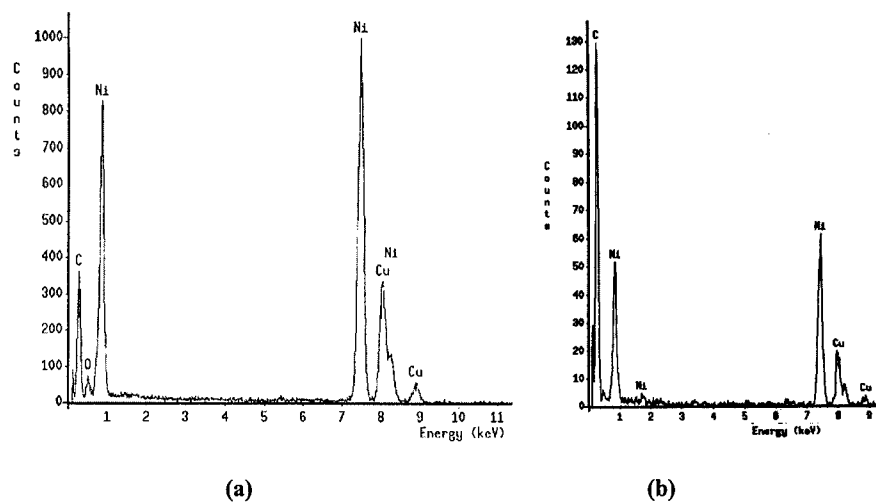 1000
900
800
700
600
500
400
300
200
100
0
Counts
C
O
Ni
Ni
Ni
Cu
Cu
1 2 3 4 5 6 7 8 9 10 11
Energy (keV)
(a)
130
120
110
100
90
80
70
60
50
40
30
20
10
0
Counts
C
Ni
Ni
Ni
Cu
Cu
1 2 3 4 5 6 7 8 9
Energy (keV)
(b)